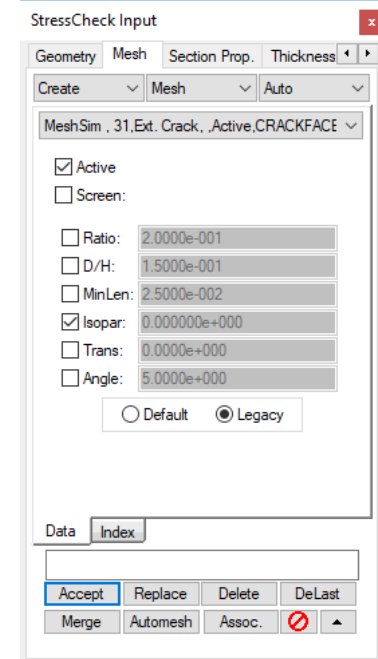 StressCheck Input x
Geometry Mesh Section Prop. Thickness
Create Mesh Auto
MeshSim , 31,Ext. Crack, ,Active,CRACKFACE
Active
Screen:
Ratio: 2.0000e-001
D/H: 1.5000e-001
MinLen: 2.5000e-002
Isopar: 0.000000e+000
Trans: 0.0000e+000
Angle: 5.0000e+000
Default Legacy
Data Index
Accept Replace Delete DeLast
Merge Automesh Assoc.